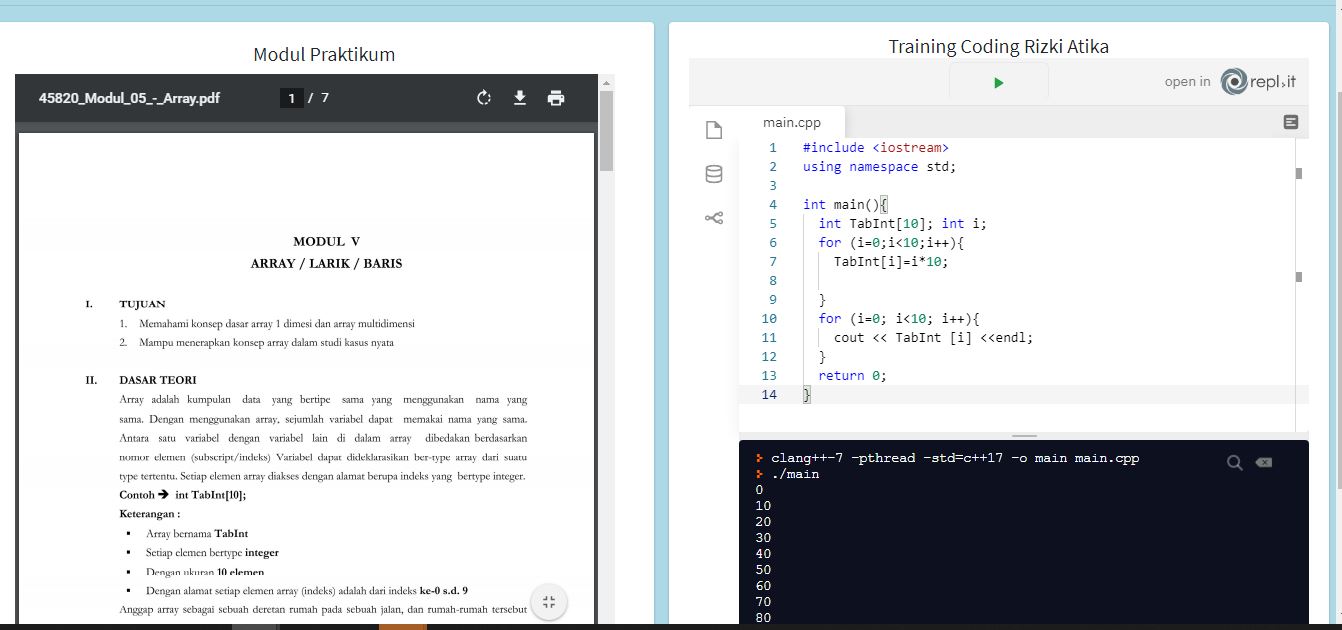 Modul Praktikum
45820_Modul_05_-_Array.pdf
1 / 7
MODUL V
ARRAY / LARIK / BARIS
I. TUJUAN
1. Memahami konsep dasar array 1 dimesi dan array multidimensi
2. Mampu menerapkan konsep array dalam studi kasus nyata
II. DASAR TEORI
Array adalah kumpulan data yang bertipe sama yang menggunakan nama yang
sama. Dengan menggunakan array, sejumlah variabel dapat memakai nama yang sama.
Antara satu variabel dengan variabel lain di dalam array dibedakan berdasarkan
nomor elemen (subscript/indeks) Variabel dapat dideklarasikan ber-type array dari suatu
type tertentu. Setiap elemen array diakses dengan alamat berupa indeks yang bertype integer.
Contoh ➔ int TabInt[10];
Keterangan :
▪ Array bernama TabInt
▪ Setiap elemen bertype integer
▪ Dengan ukuran 10 elemen
▪ Dengan alamat setiap elemen array (indeks) adalah dari indeks ke-0 s.d. 9
Anggap array sebagai sebuah deretan rumah pada sebuah jalan, dan rumah-rumah tersebut
Training Coding Rizki Atika
open in repl.it
main.cpp
1 #include <iostream>
2 using namespace std;
3
4 int main(){
5 int TabInt[10]; int i;
6 for (i=0;i<10;i++){
7 TabInt[i]=i*10;
8
9 }
10 for (i=0; i<10; i++){
11 cout << TabInt [i] <<endl;
12 }
13 return 0;
14 }
clang++-7 -pthread -std=c++17 -o main main.cpp
./main
0
10
20
30
40
50
60
70
80